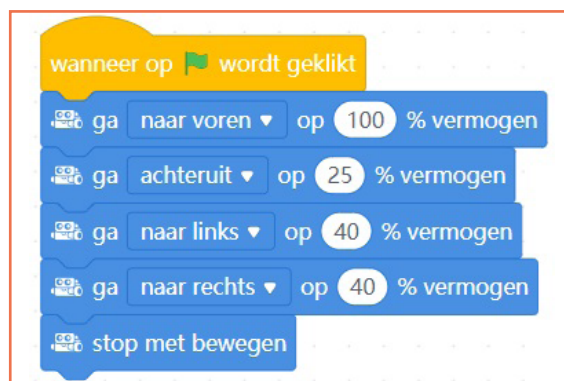 wanneer op wordt geklikt
ga naar voren op 100 % vermogen
ga achteruit op 25 % vermogen
ga naar links op 40 % vermogen
ga naar rechts op 40 % vermogen
stop met bewegen